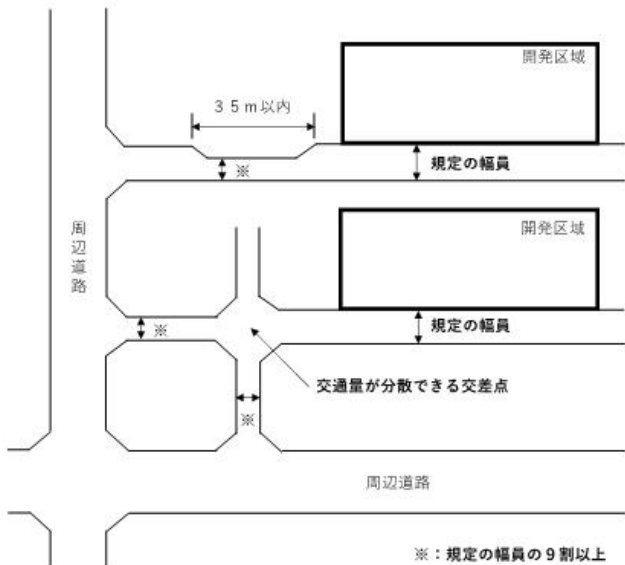 開発区域
３５ｍ以内
※
規定の幅員
周辺道路
開発区域
※
規定の幅員
交通量が分散できる交差点
※
周辺道路
※：規定の幅員の９割以上